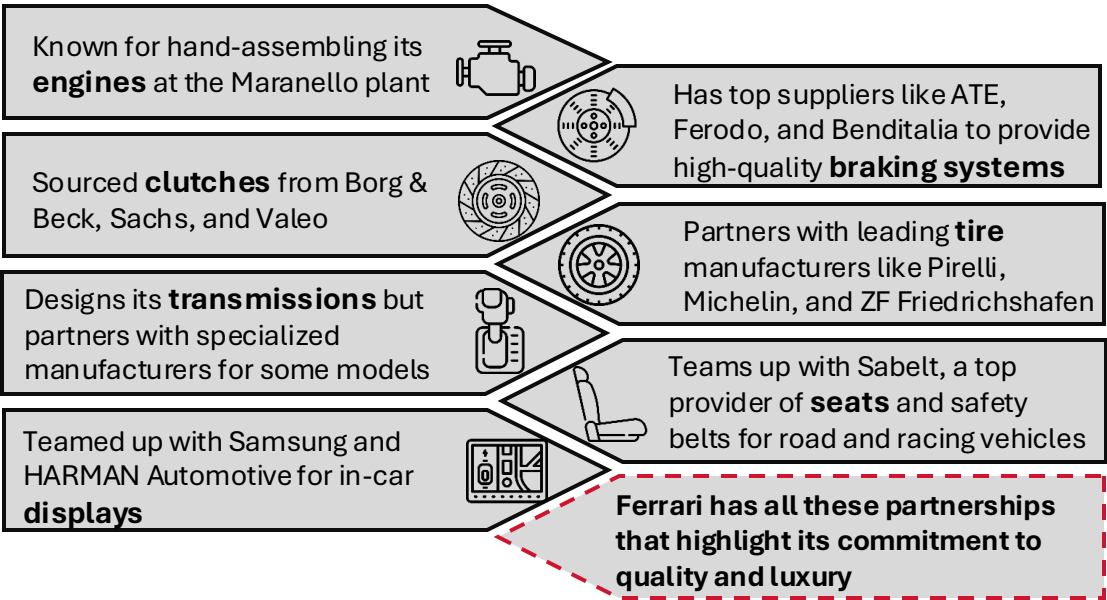 Known for hand-assembling its
engines at the Maranello plant
Has top suppliers like ATE,
Ferodo, and Benditalia to provide
high-quality braking systems
Sourced clutches from Borg &
Beck, Sachs, and Valeo
Partners with leading tire
manufacturers like Pirelli,
Michelin, and ZF Friedrichshafen
Designs its transmissions but
partners with specialized
manufacturers for some models
Teams up with Sabelt, a top
provider of seats and safety
belts for road and racing vehicles
Teamed up with Samsung and
HARMAN Automotive for in-car
displays
Ferrari has all these partnerships
that highlight its commitment to
quality and luxury